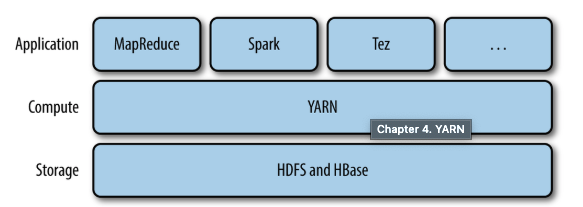 Application MapReduce Spark Tez ...
Compute YARN
Chapter 4. YARN
Storage HDFS and HBase